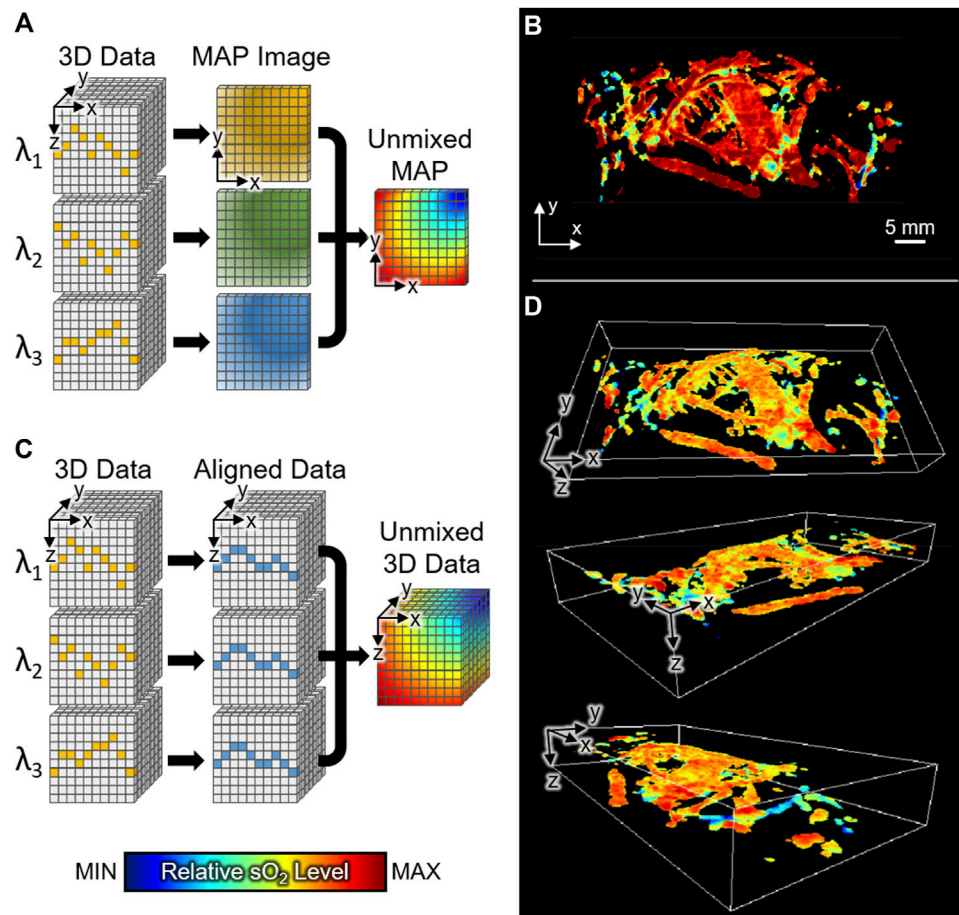 A
3D Data
MAP Image
y
x
z
λ1
λ2
λ3
y
x
Unmixed
MAP
y
x
B
y
x
5 mm
C
3D Data
Aligned Data
y
x
z
y
x
z
λ1
λ2
λ3
Unmixed
3D Data
y
x
z
MIN
Relative sO₂ Level
MAX
D
y
x
z
y
x
z
y
x
z